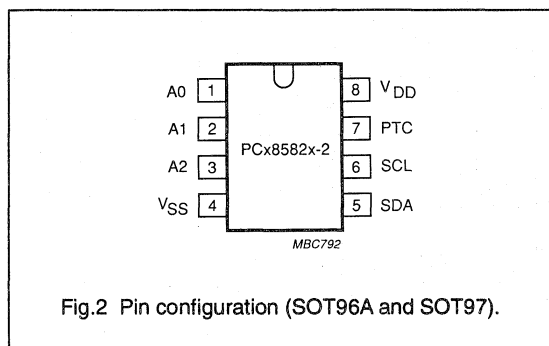 A0 1 8 VDD
A1 2 7 PTC
PCx8582x-2
A2 3 6 SCL
VSS 4 5 SDA
MBC792
Fig.2 Pin configuration (SOT96A and SOT97).